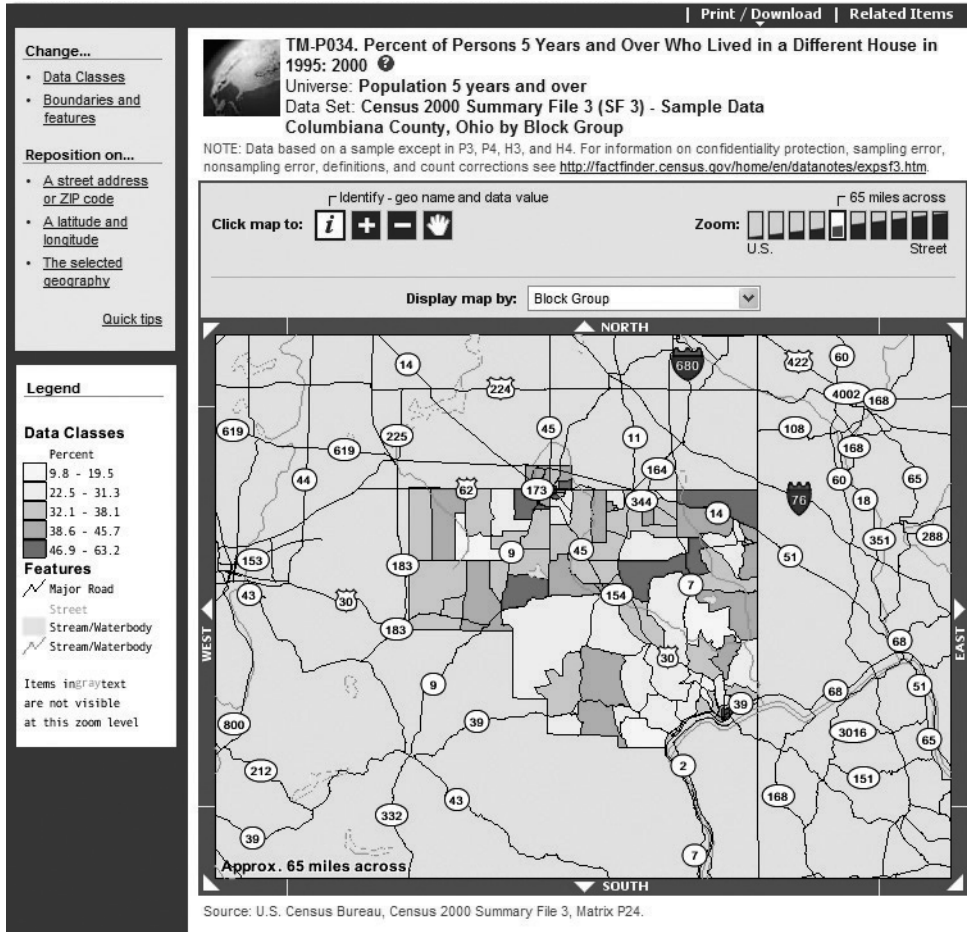 | Print / Download | Related Items
Change...
• Data Classes
• Boundaries and
features
Reposition on...
• A street address
or ZIP code
• A latitude and
longitude
• The selected
geography
Quick tips
TM-P034. Percent of Persons 5 Years and Over Who Lived in a Different House in
1995: 2000 ?
Universe: Population 5 years and over
Data Set: Census 2000 Summary File 3 (SF 3) - Sample Data
Columbiana County, Ohio by Block Group
NOTE: Data based on a sample except in P3, P4, H3, and H4. For information on confidentiality protection, sampling error,
nonsampling error, definitions, and count corrections see http://factfinder.census.gov/home/en/datanotes/expsf3.htm.
Identify - geo name and data value
Click map to: i + −
65 miles across
Zoom:
U.S. Street
Display map by: Block Group
Legend
Data Classes
Percent
9.8 - 19.5
22.5 - 31.3
32.1 - 38.1
38.6 - 45.7
46.9 - 63.2
Features
Major Road
Street
Stream/Waterbody
Stream/Waterbody
Items in gray text
are not visible
at this zoom level
NORTH
WEST
EAST
14
680
422
60
224
4002
168
619
225
45
11
108
619
168
44
164
65
62
173
344
60
76
18
14
351
288
153
183
9
45
51
43
30
154
7
183
68
30
9
68
51
39
39
800
3016
65
2
212
151
168
43
332
39
7
Approx. 65 miles across
SOUTH
Source: U.S. Census Bureau, Census 2000 Summary File 3, Matrix P24.